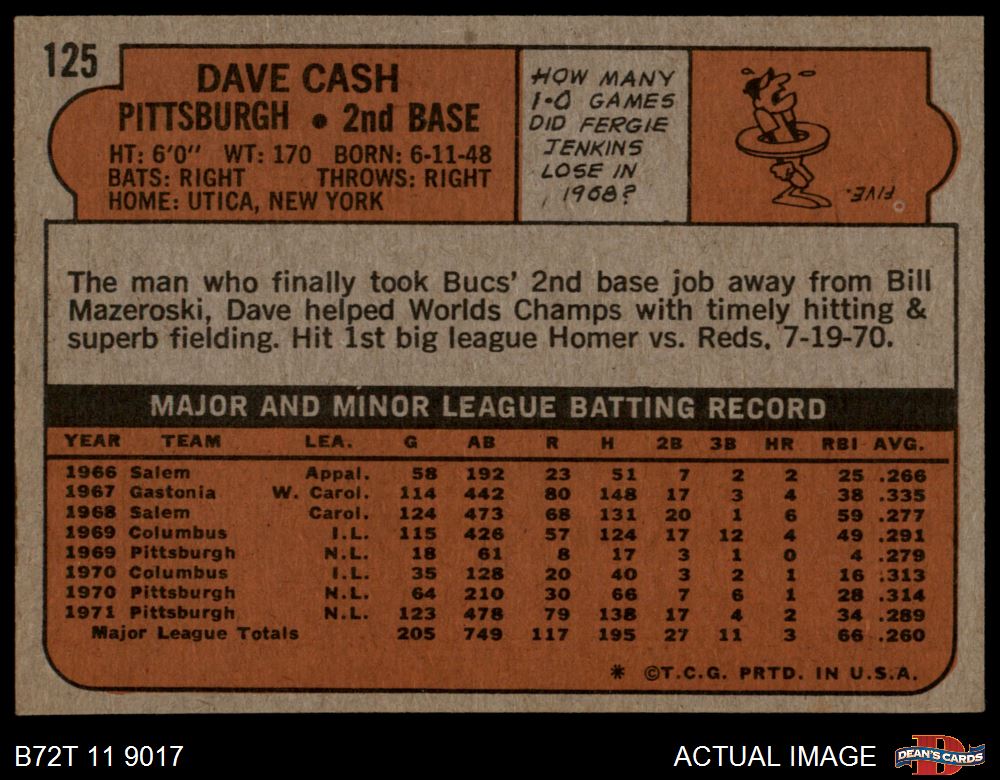 125
DAVE CASH
PITTSBURGH • 2nd BASE
HT: 6'0" WT: 170 BORN: 6-11-48
BATS: RIGHT THROWS: RIGHT
HOME: UTICA, NEW YORK
HOW MANY
1-0 GAMES
DID FERGIE
JENKINS
LOSE IN
1968?
FIVE.
The man who finally took Bucs' 2nd base job away from Bill
Mazeroski, Dave helped Worlds Champs with timely hitting &
superb fielding. Hit 1st big league Homer vs. Reds, 7-19-70.
MAJOR AND MINOR LEAGUE BATTING RECORD
YEAR TEAM LEA. G AB R H 2B 3B HR RBI AVG.
1966 Salem Appal. 58 192 23 51 7 2 2 25 .266
1967 Gastonia W. Carol. 114 442 80 148 17 3 4 38 .335
1968 Salem Carol. 124 473 68 131 20 1 6 59 .277
1969 Columbus I.L. 115 426 57 124 17 12 4 49 .291
1969 Pittsburgh N.L. 18 61 8 17 3 1 0 4 .279
1970 Columbus I.L. 35 128 20 40 3 2 1 16 .313
1970 Pittsburgh N.L. 64 210 30 66 7 6 1 28 .314
1971 Pittsburgh N.L. 123 478 79 138 17 4 2 34 .289
Major League Totals 205 749 117 195 27 11 3 66 .260
* ©T.C.G. PRTD. IN U.S.A.
B72T 11 9017
ACTUAL IMAGE
D
DEAN'S CARDS